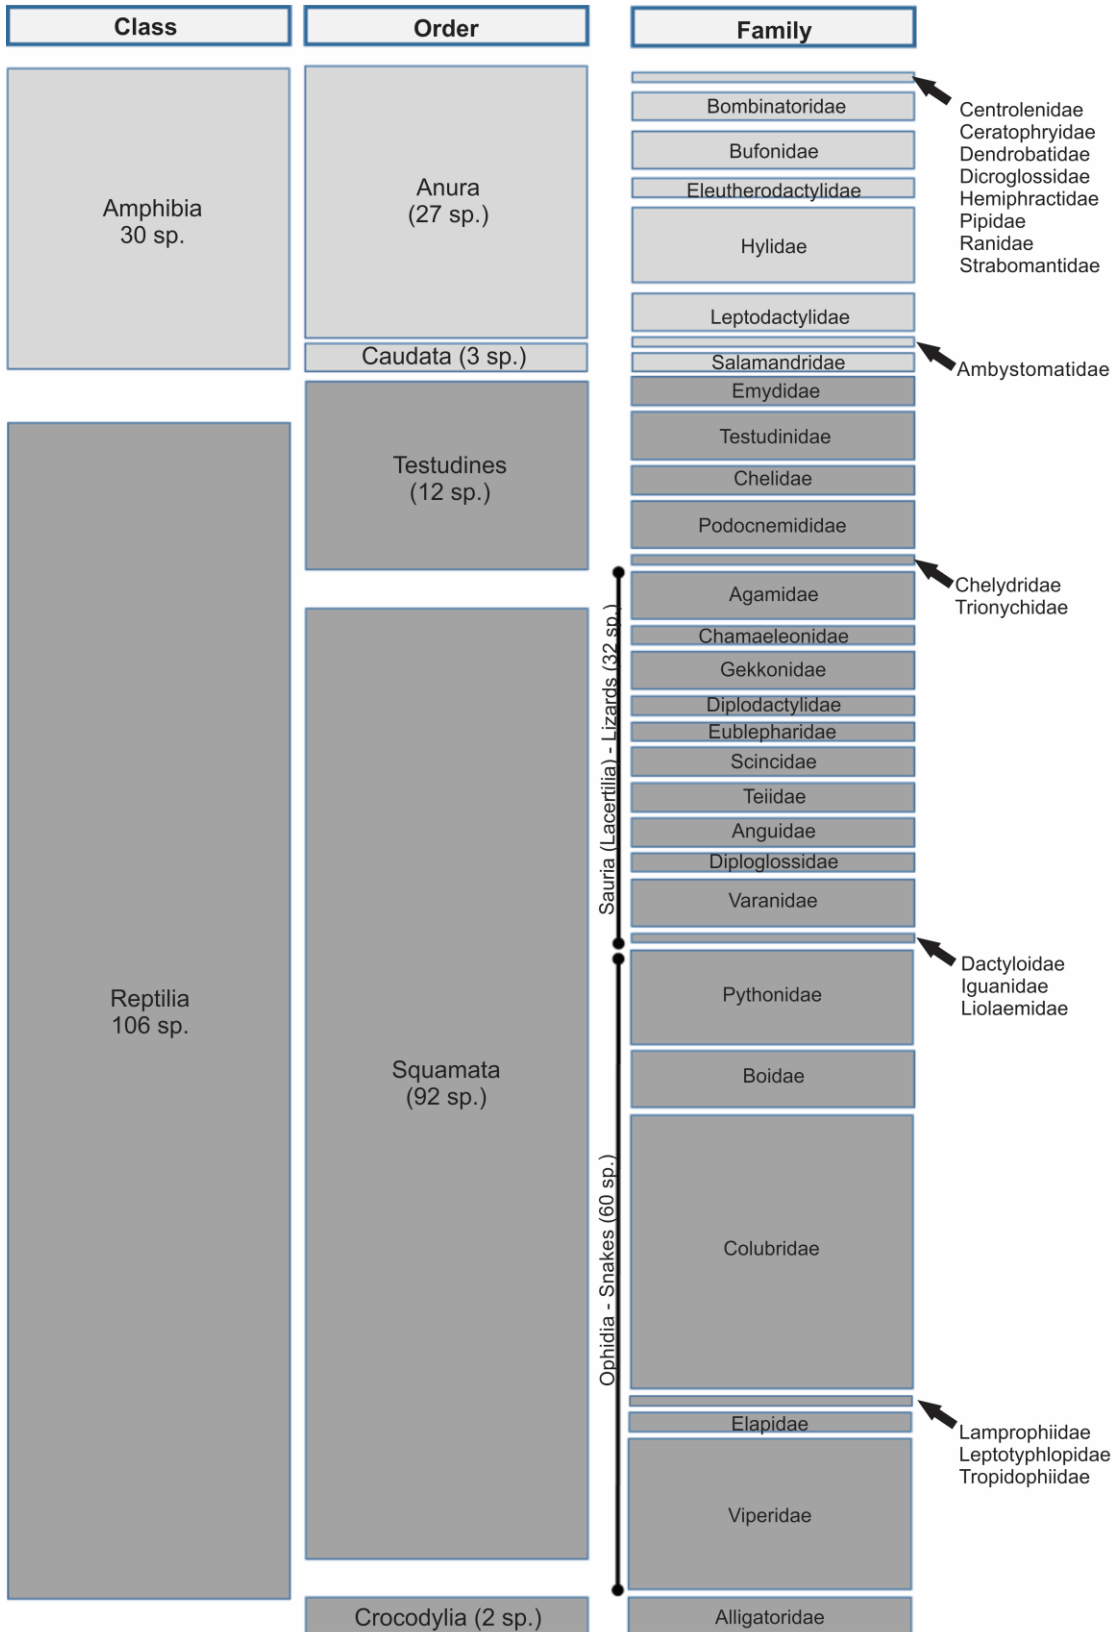 Class
Order
Family
Amphibia
30 sp.
Anura
(27 sp.)
Caudata (3 sp.)
Bombinatoridae
Bufonidae
Eleutherodactylidae
Hylidae
Leptodactylidae
Salamandridae
Centrolenidae
Ceratophryidae
Dendrobatidae
Dicroglossidae
Hemiphractidae
Pipidae
Ranidae
Strabomantidae
Ambystomatidae
Reptilia
106 sp.
Testudines
(12 sp.)
Emydidae
Testudinidae
Chelidae
Podocnemididae
Chelydridae
Trionychidae
Squamata
(92 sp.)
Sauria (Lacertilia) - Lizards (32 sp.)
Agamidae
Chamaeleonidae
Gekkonidae
Diplodactylidae
Eublepharidae
Scincidae
Teiidae
Anguidae
Diploglossidae
Varanidae
Dactyloidae
Iguanidae
Liolaemidae
Ophidia - Snakes (60 sp.)
Pythonidae
Boidae
Colubridae
Elapidae
Viperidae
Lamprophiidae
Leptotyphlopidae
Tropidophiidae
Crocodylia (2 sp.)
Alligatoridae